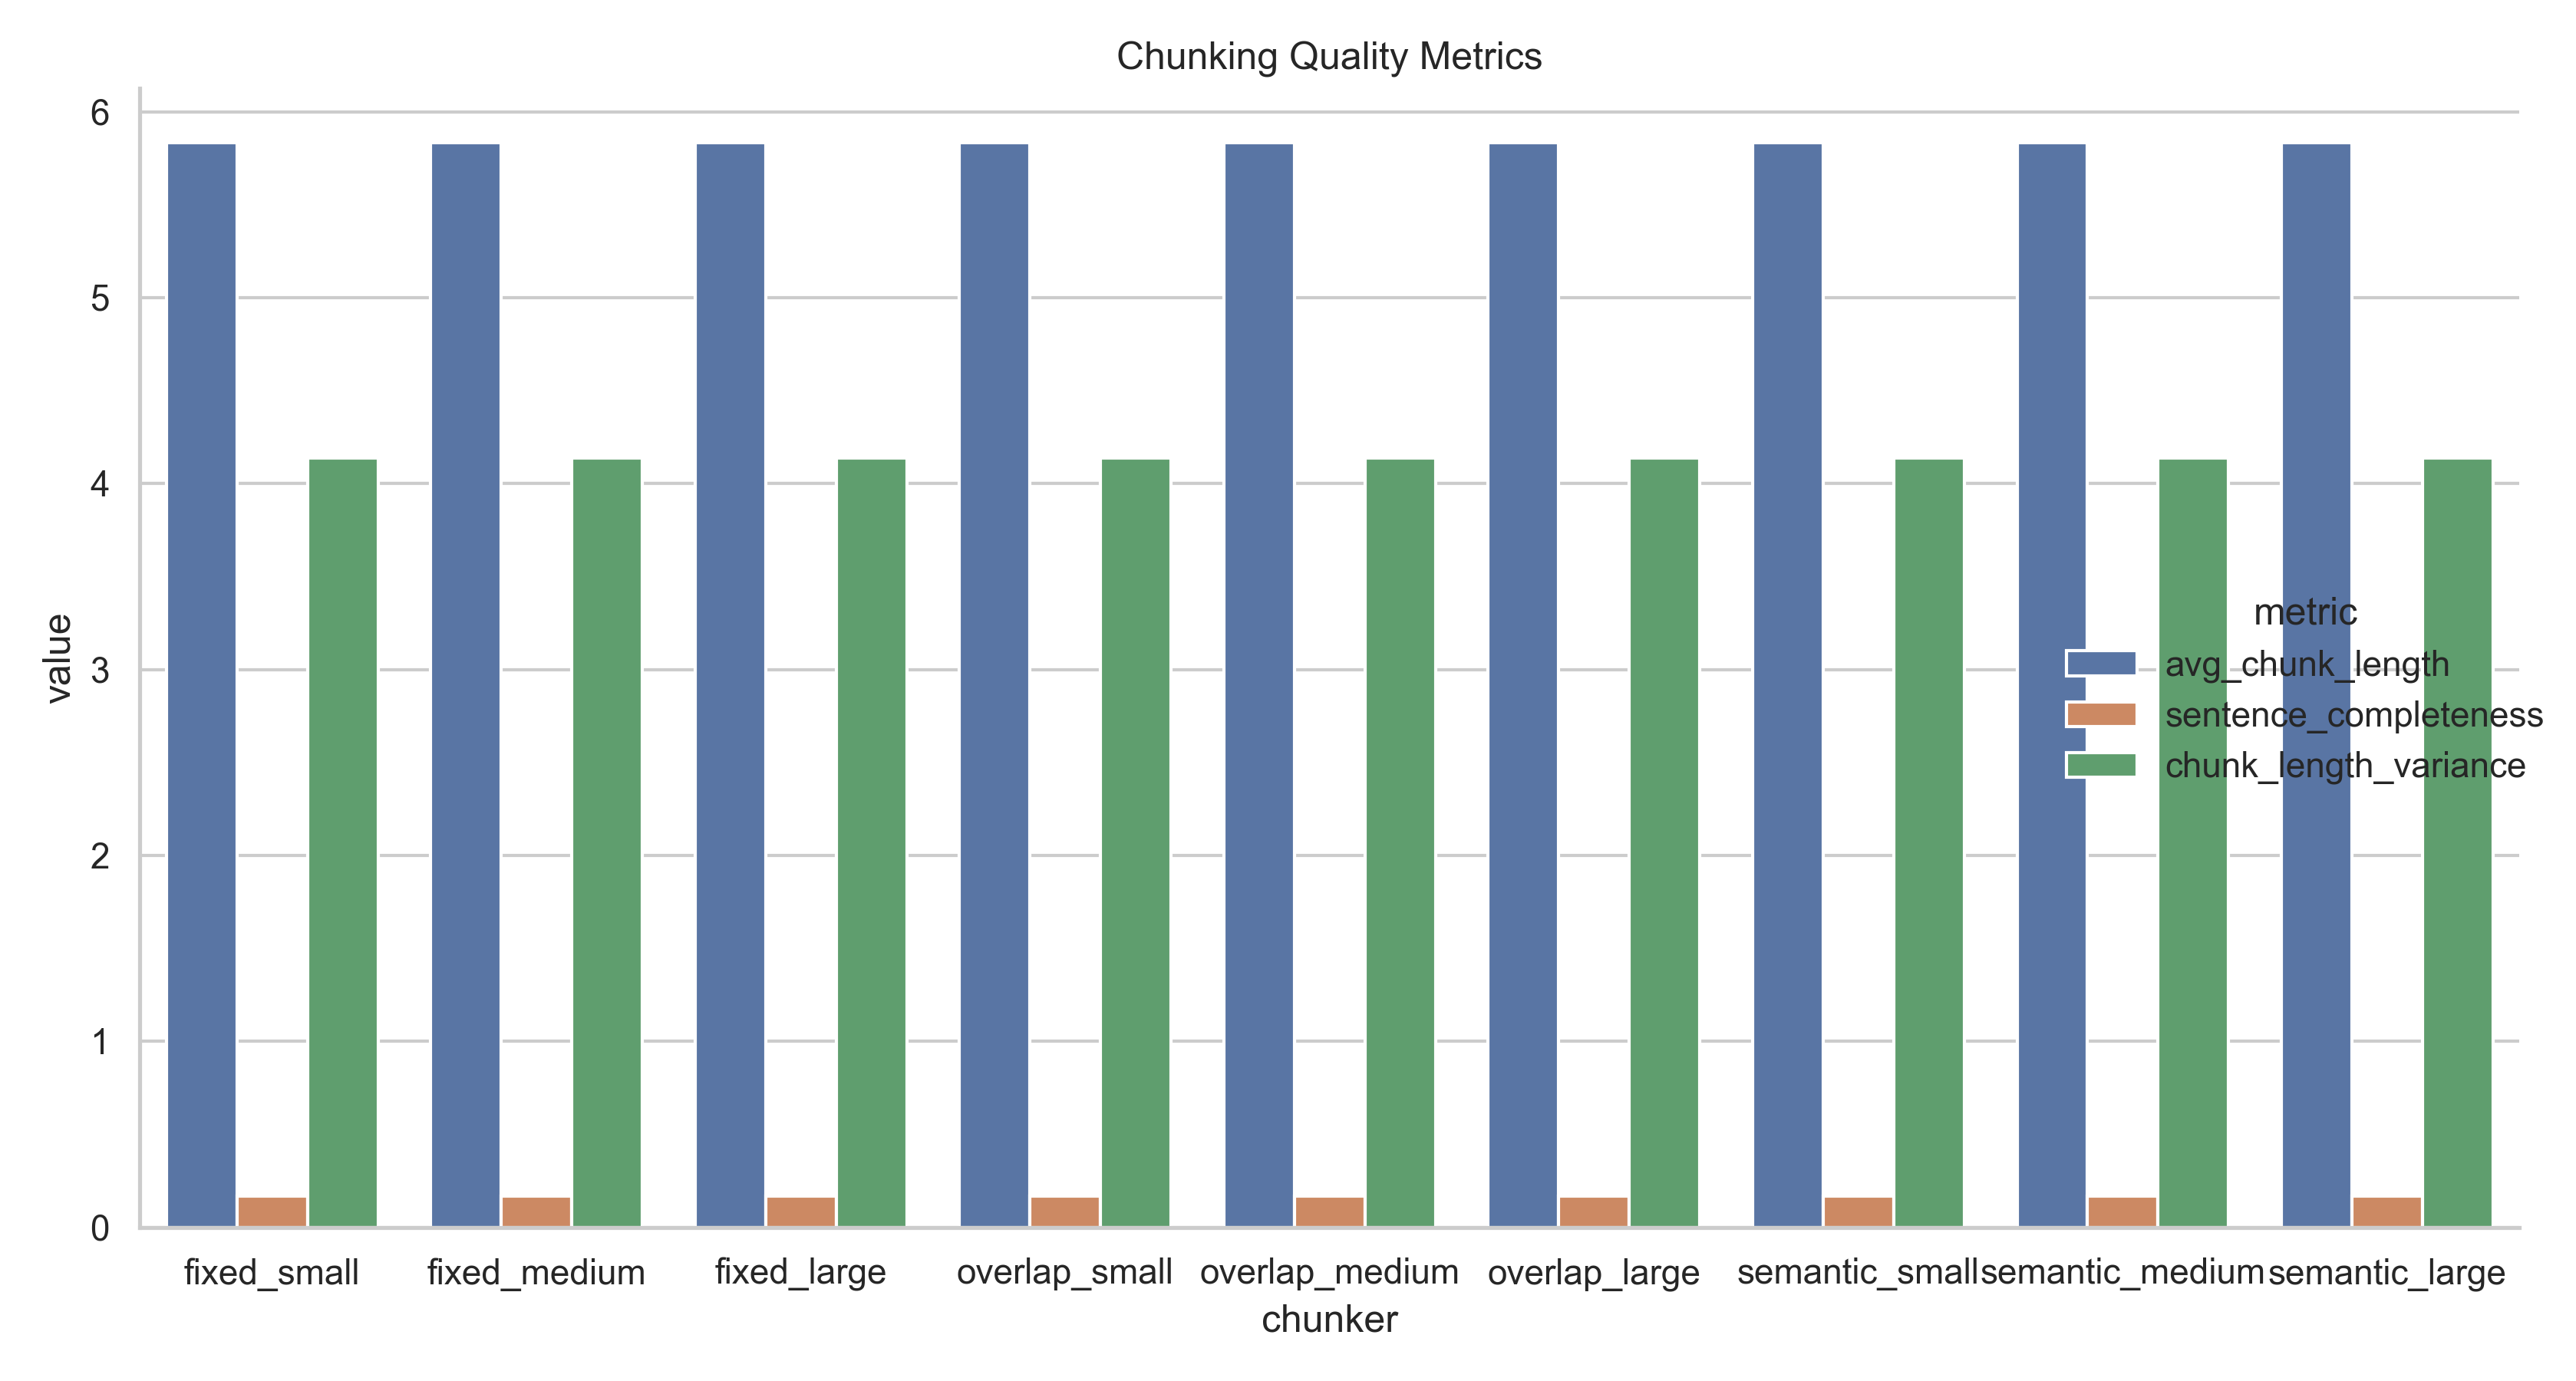 Chunking Quality Metrics
6
5
4
3
2
1
0
value
metric
avg_chunk_length
sentence_completeness
chunk_length_variance
fixed_small fixed_medium fixed_large overlap_small overlap_medium overlap_large semantic_small semantic_medium semantic_large
chunker